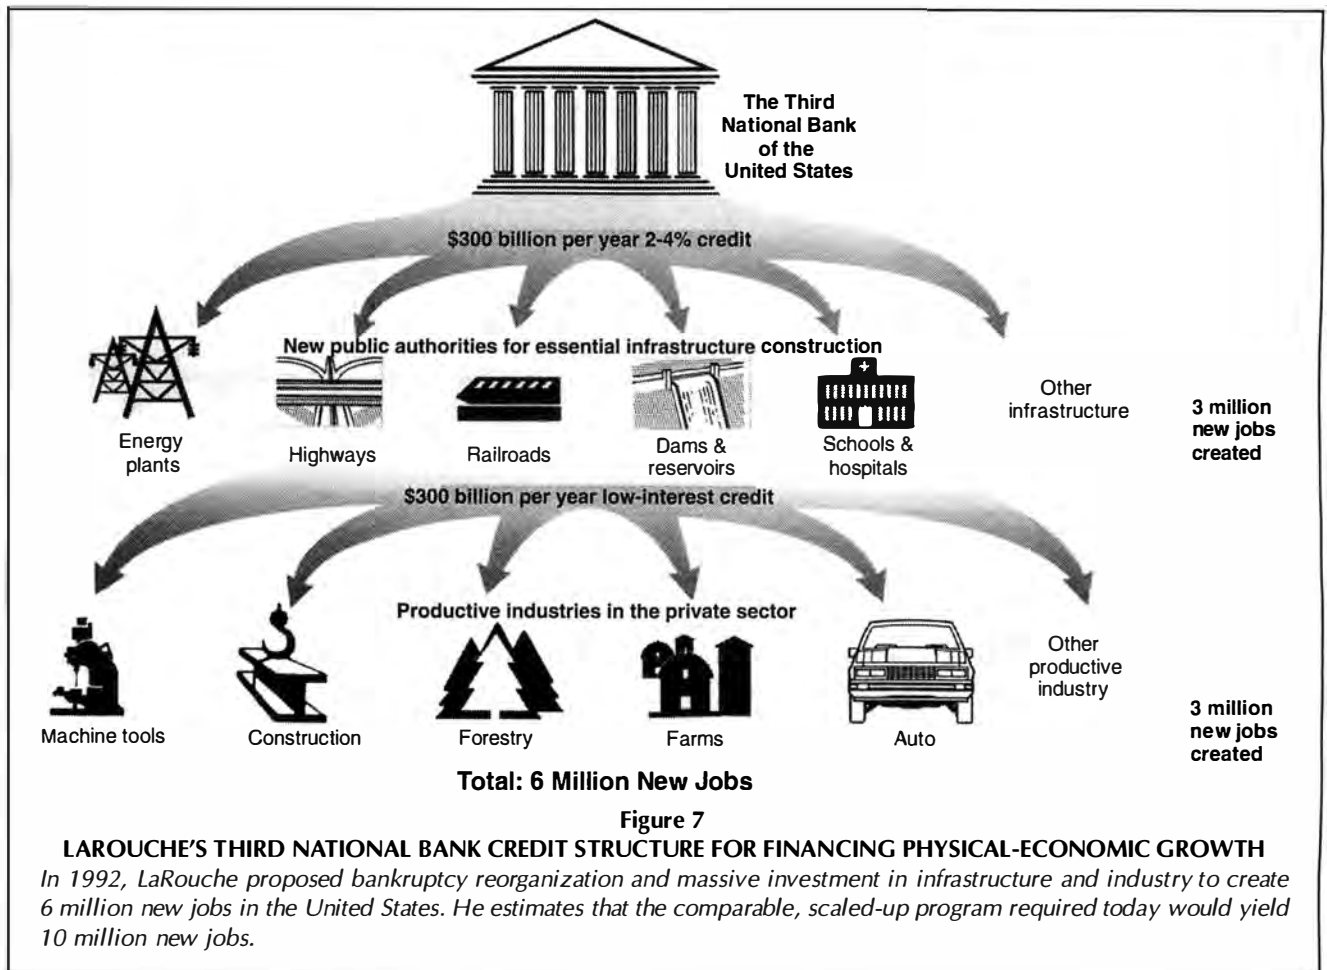 The Third
National Bank
of the
United States
$300 billion per year 2-4% credit
New public authorities for essential infrastructure construction
Energy
plants
Highways
Railroads
Dams &
reservoirs
Schools &
hospitals
Other
infrastructure
3 million
new jobs
created
$300 billion per year low-interest credit
Productive industries in the private sector
Machine tools
Construction
Forestry
Farms
Auto
Other
productive
industry
3 million
new jobs
created
Total: 6 Million New Jobs
Figure 7
LAROUCHE'S THIRD NATIONAL BANK CREDIT STRUCTURE FOR FINANCING PHYSICAL-ECONOMIC GROWTH
In 1992, LaRouche proposed bankruptcy reorganization and massive investment in infrastructure and industry to create
6 million new jobs in the United States. He estimates that the comparable, scaled-up program required today would yield
10 million new jobs.